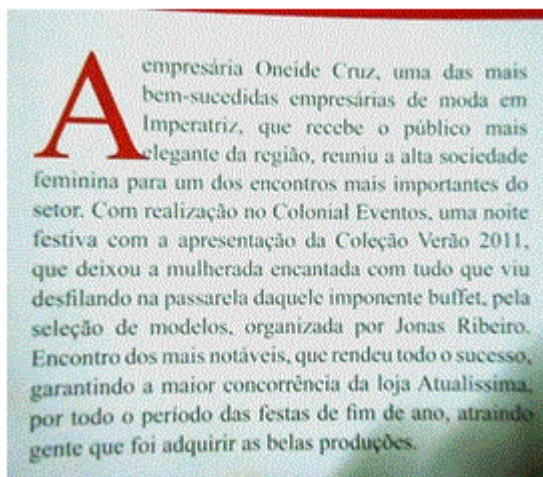 A empresária Oneide Cruz, uma das mais
bem-sucedidas empresárias de moda em
Imperatriz, que recebe o público mais
elegante da região, reuniu a alta sociedade
feminina para um dos encontros mais importantes do
setor. Com realização no Colonial Eventos, uma noite
festiva com a apresentação da Coleção Verão 2011,
que deixou a mulherada encantada com tudo que viu
desfilando na passarela daquele imponente buffet, pela
seleção de modelos, organizada por Jonas Ribeiro.
Encontro dos mais notáveis, que rendeu todo o sucesso,
garantindo a maior concorrência da loja Atualissima,
por todo o período das festas de fim de ano, atraindo
gente que foi adquirir as belas produções.